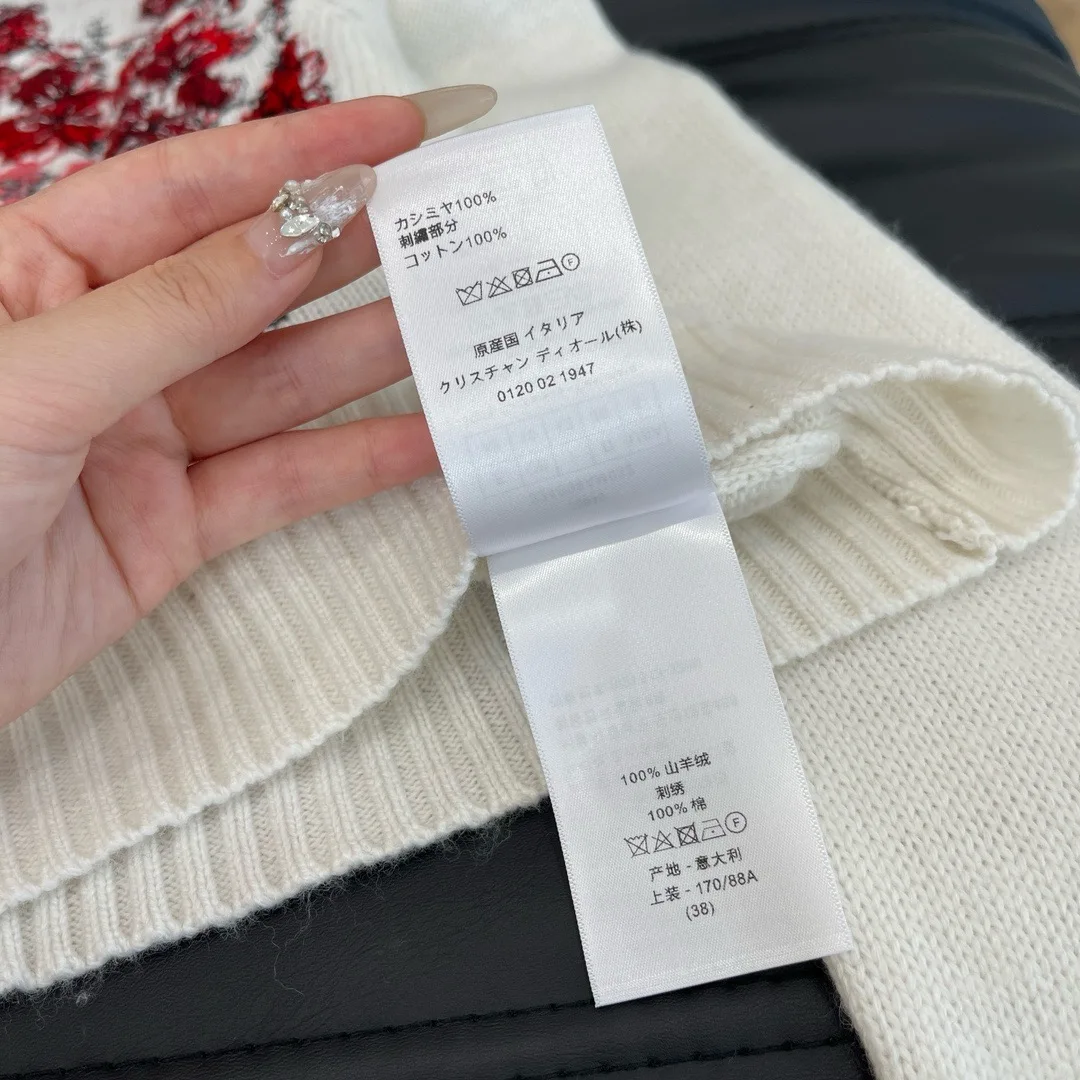 カシミヤ100%
刺繍部分
コットン100%
F
原産国 イタリア
クリスチャン ディオール(株)
0120 02 1947
100% 山羊绒
刺绣
100% 棉
F
产地 - 意大利
上装 - 170/88A
(38)